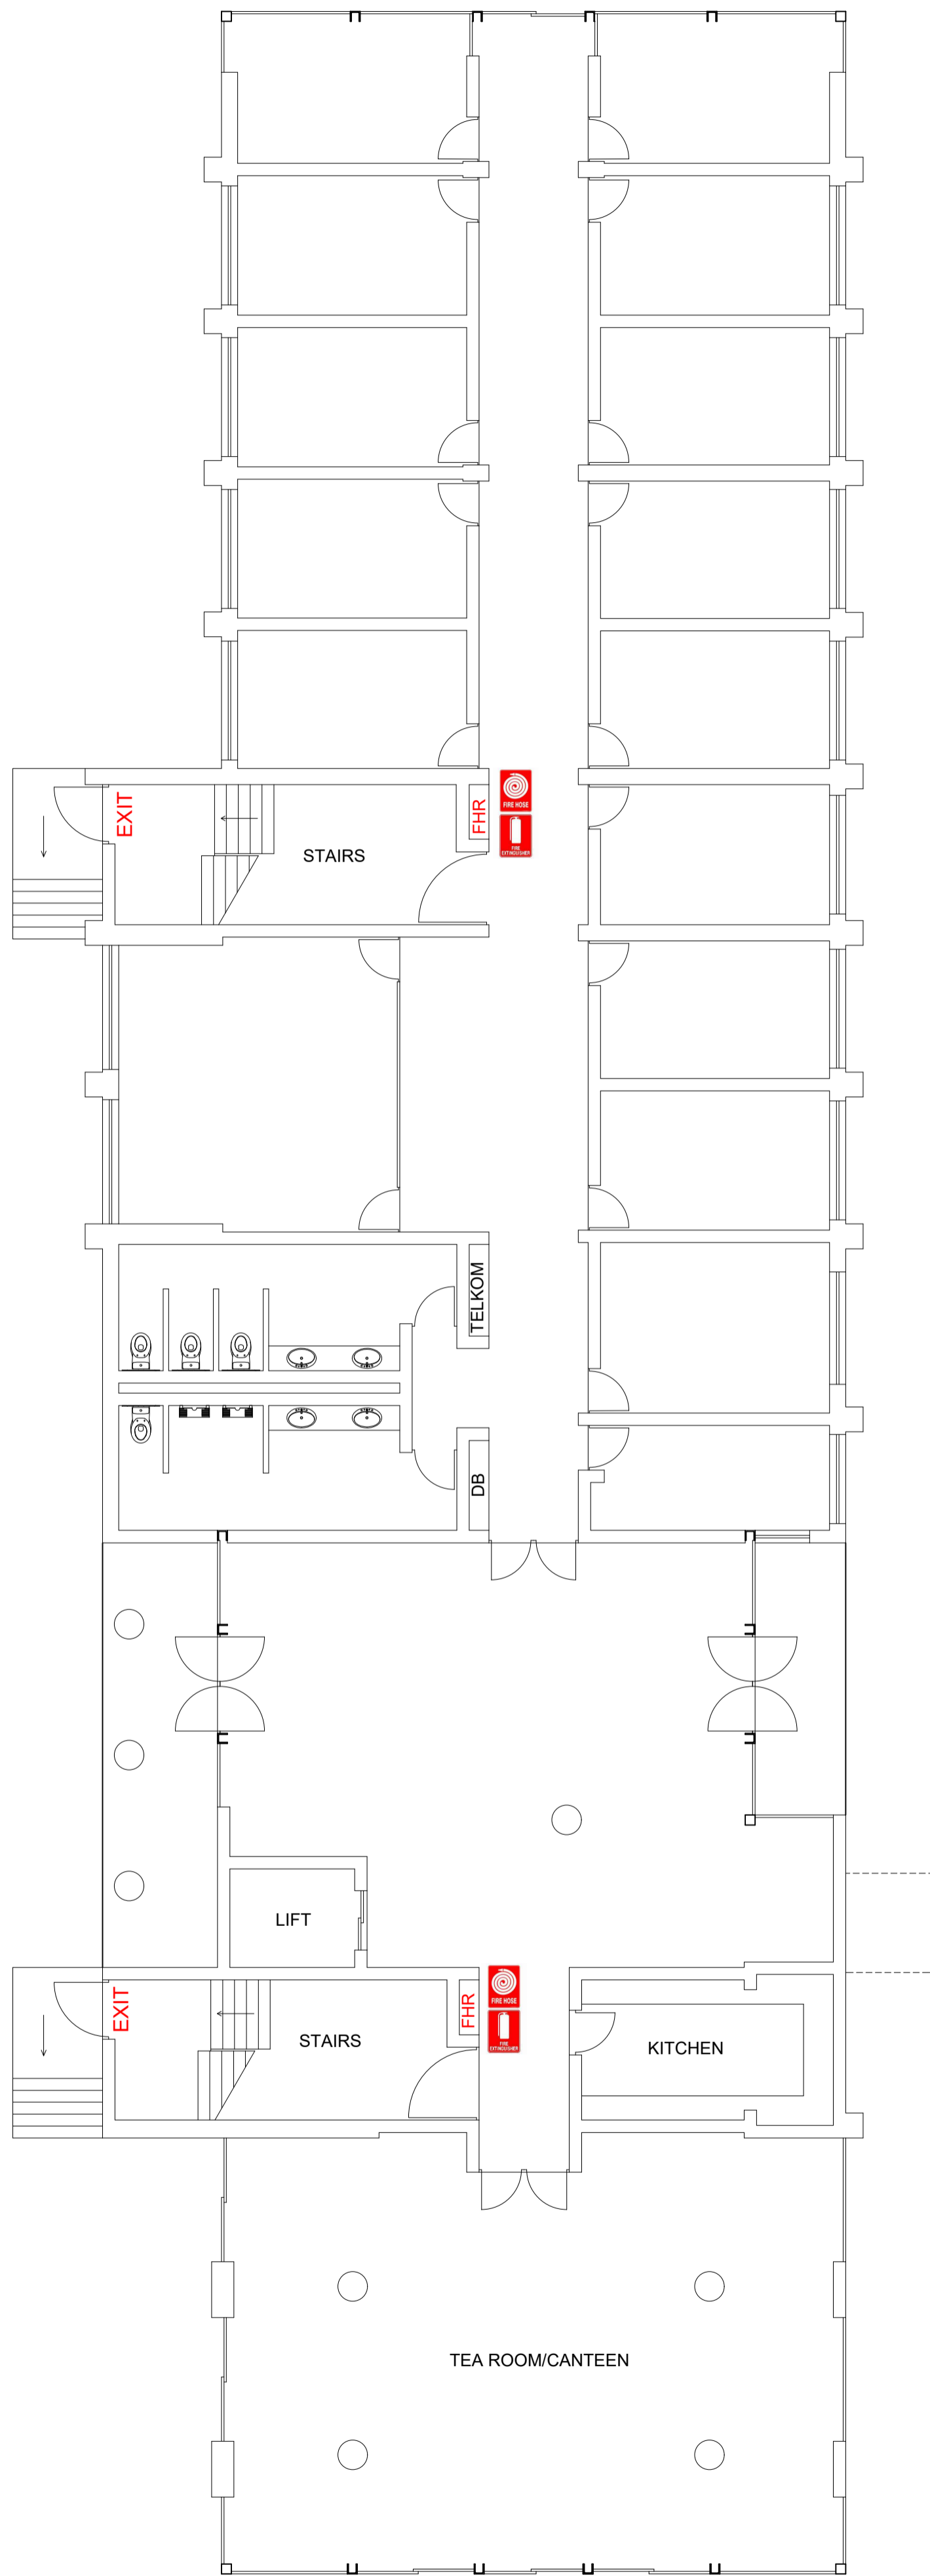 FIRE HOSE
FHR
EXIT
FIRE
EXTINGUISHER
STAIRS
TELKOM
DB
LIFT
FIRE HOSE
FHR
EXIT
FIRE
EXTINGUISHER
STAIRS
KITCHEN
TEA ROOM/CANTEEN